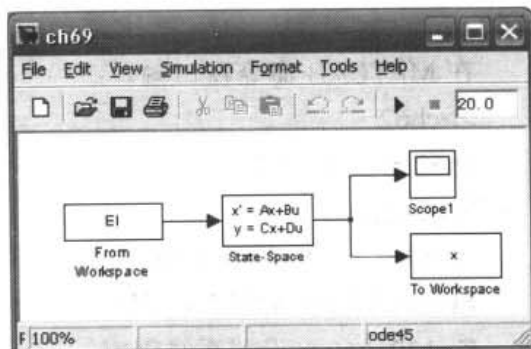 ch69
File Edit View Simulation Format Tools Help
20.0
EI
From
Workspace
x' = Ax+Bu
y = Cx+Du
State-Space
Scope1
x
To Workspace
F 100%
ode45